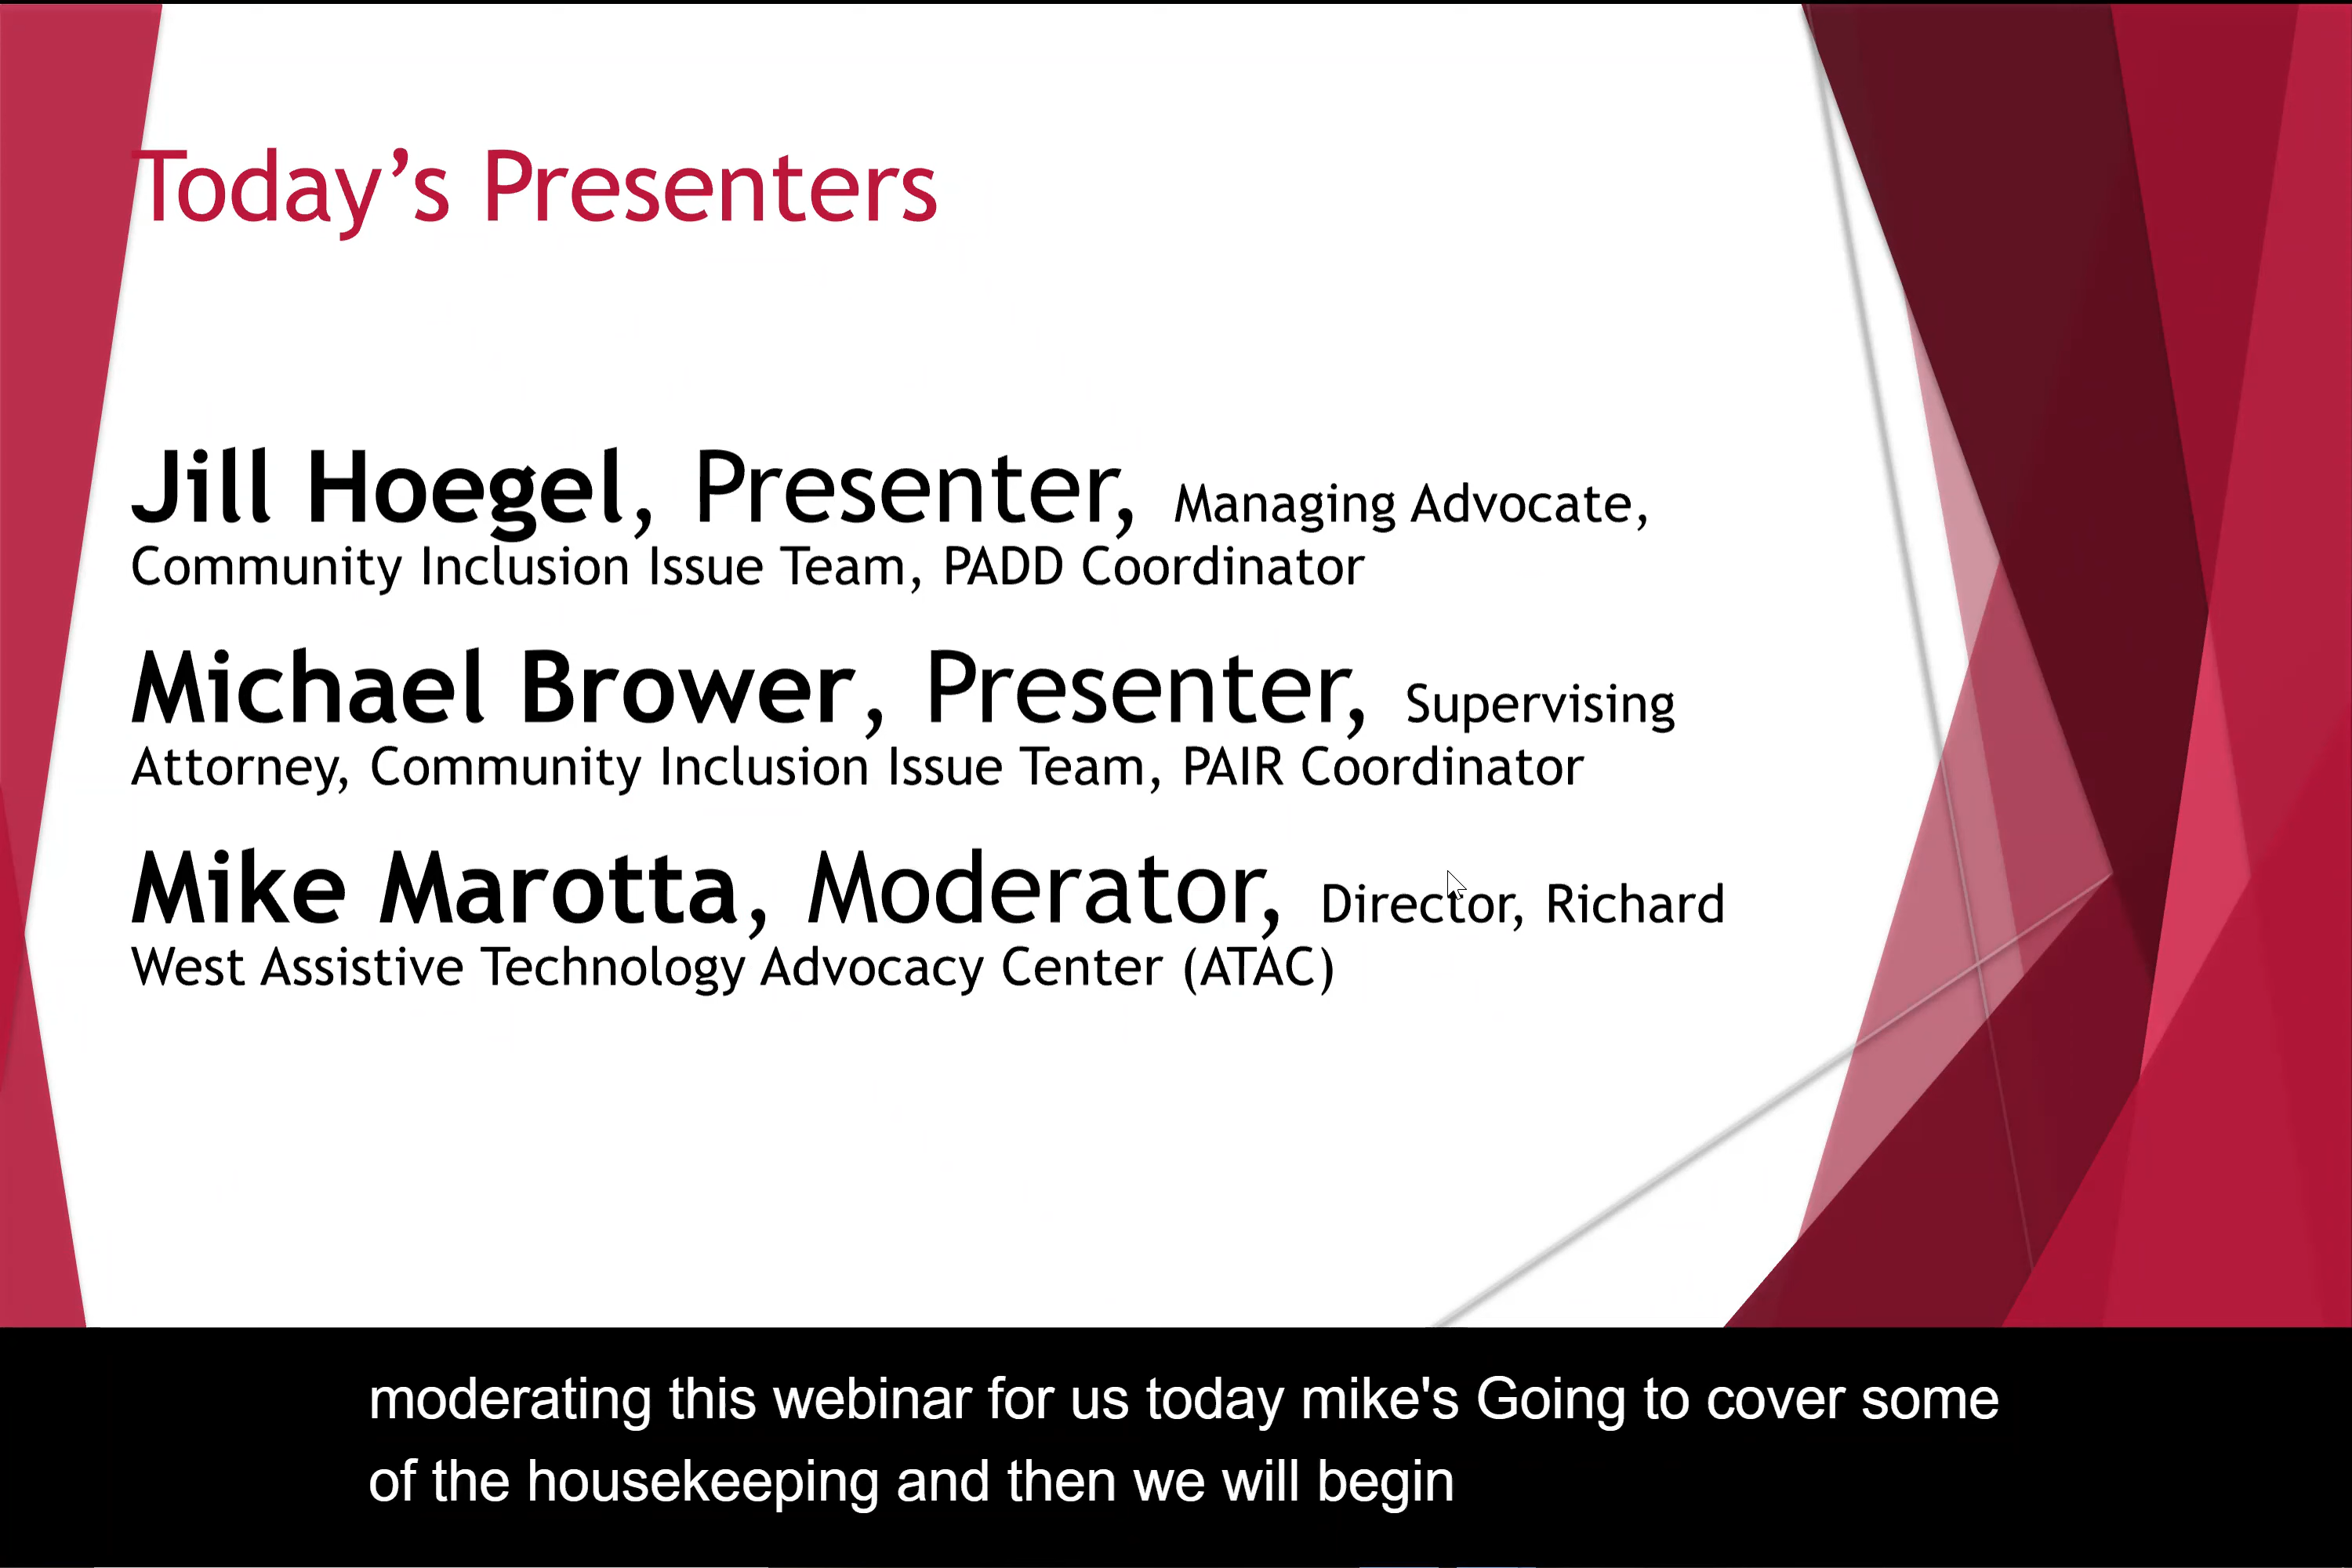 Today’s Presenters
Jill Hoegel, Presenter, Managing Advocate,
Community Inclusion Issue Team, PADD Coordinator
Michael Brower, Presenter, Supervising
Attorney, Community Inclusion Issue Team, PAIR Coordinator
Mike Marotta, Moderator, Director, Richard
West Assistive Technology Advocacy Center (ATAC)
moderating this webinar for us today mike's Going to cover some
of the housekeeping and then we will begin